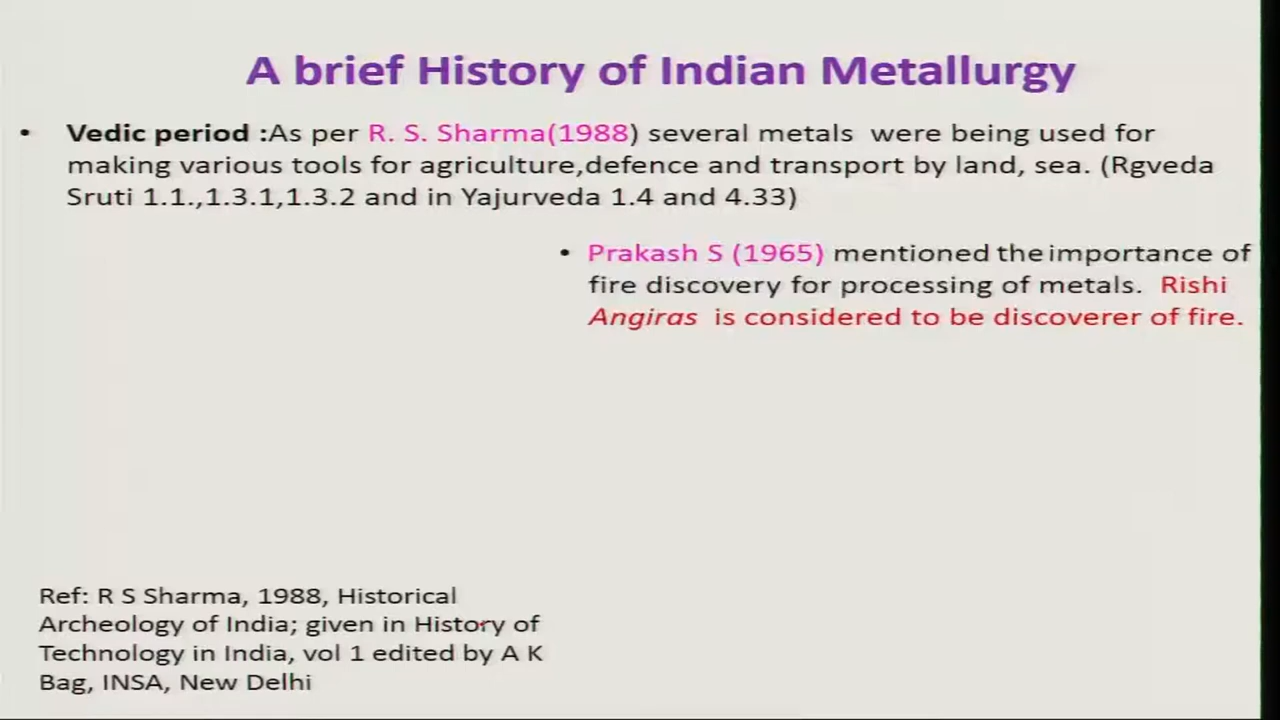 A brief History of Indian Metallurgy
• Vedic period :As per R. S. Sharma(1988) several metals were being used for
making various tools for agriculture,defence and transport by land, sea. (Rgveda
Sruti 1.1.,1.3.1,1.3.2 and in Yajurveda 1.4 and 4.33)
• Prakash S (1965) mentioned the importance of
fire discovery for processing of metals. Rishi
Angiras is considered to be discoverer of fire.
Ref: R S Sharma, 1988, Historical
Archeology of India; given in History of
Technology in India, vol 1 edited by A K
Bag, INSA, New Delhi